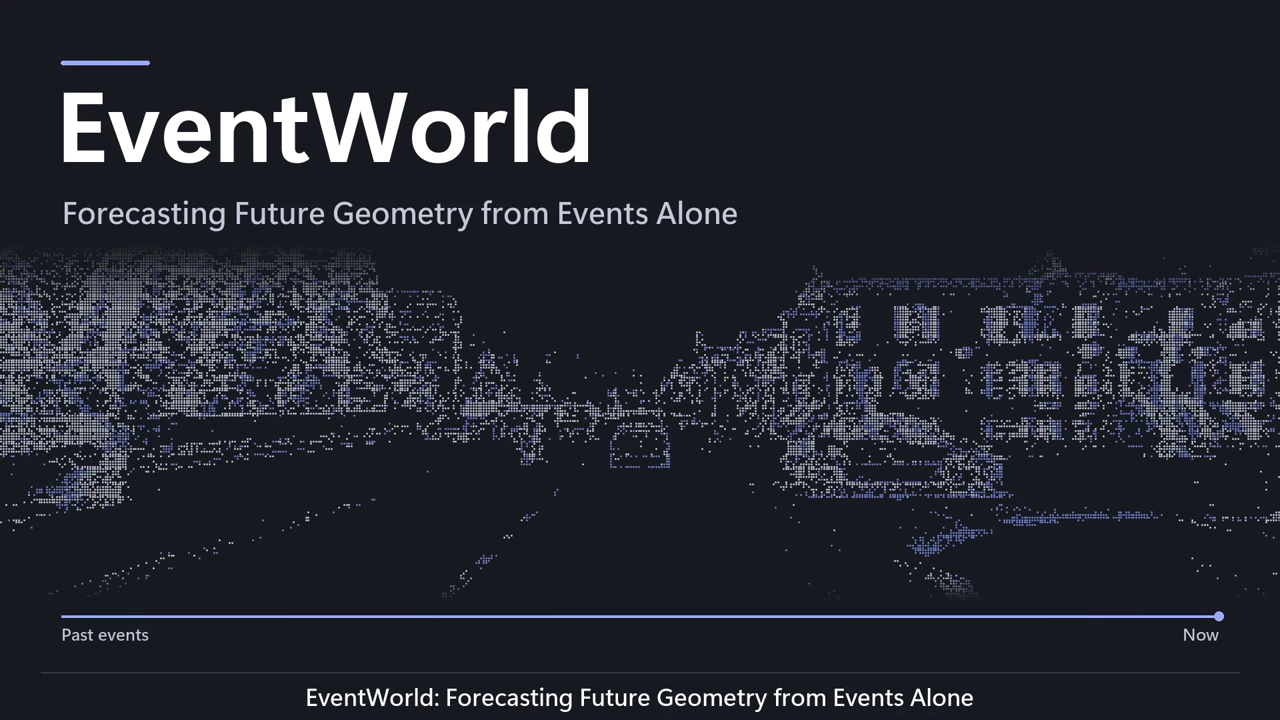 EventWorld
Forecasting Future Geometry from Events Alone
Past events
Now
EventWorld: Forecasting Future Geometry from Events Alone